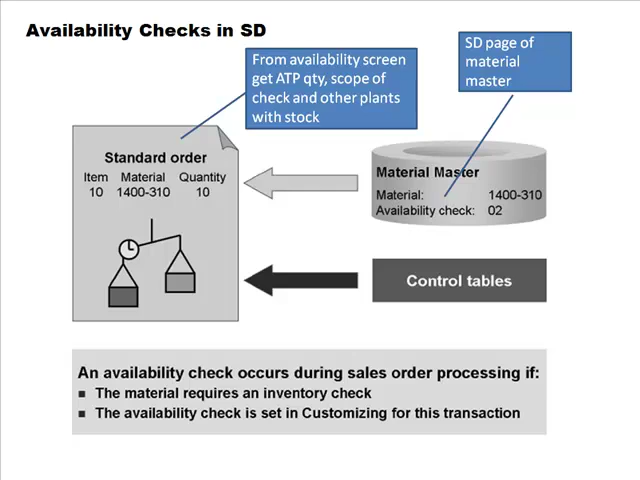 Availability Checks in SD
From availability screen
get ATP qty, scope of
check and other plants
with stock
SD page of
material
master
Standard order
Item Material Quantity
10 1400-310 10
Material Master
Material: 1400-310
Availability check: 02
Control tables
An availability check occurs during sales order processing if:
The material requires an inventory check
The availability check is set in Customizing for this transaction